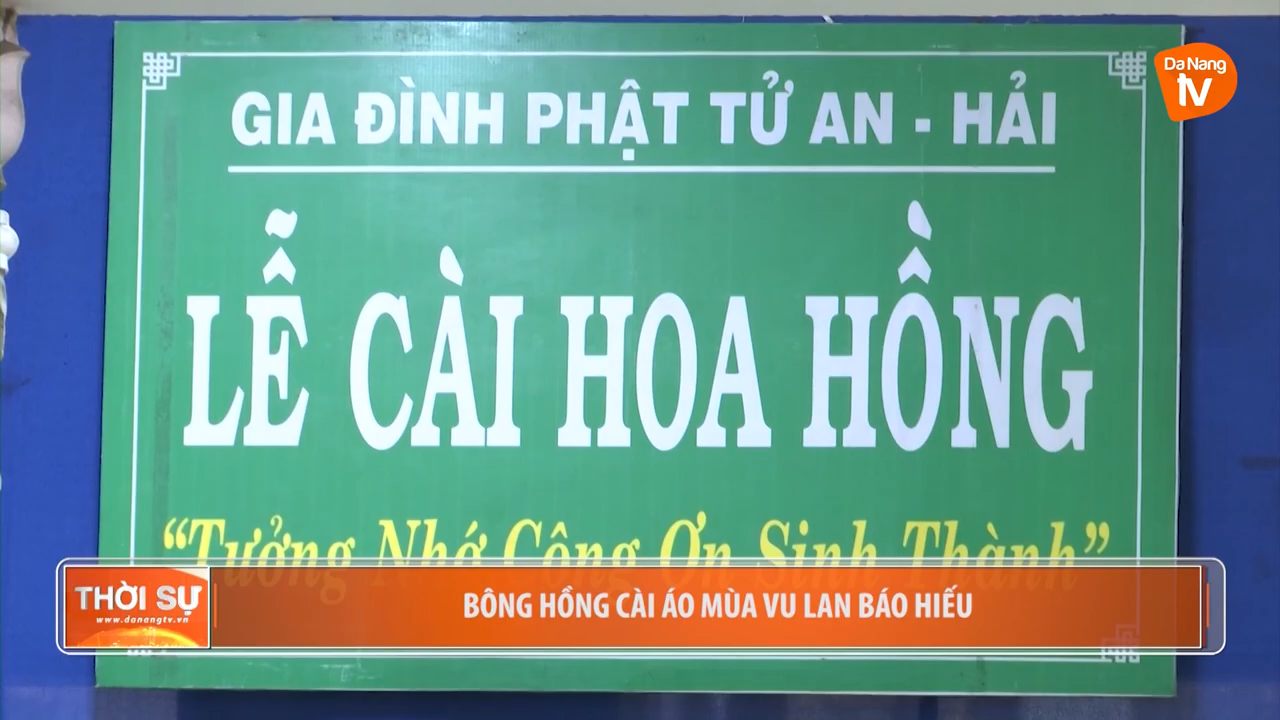 Da Nang
tv
GIA ĐÌNH PHẬT TỬ AN - HẢI
LỄ CÀI HOA HỒNG
“Tưởng Nhớ Công Ơn Sinh Thành”
THỜI SỰ
www.danangtv.vn
BÔNG HỒNG CÀI ÁO MÙA VU LAN BÁO HIẾU